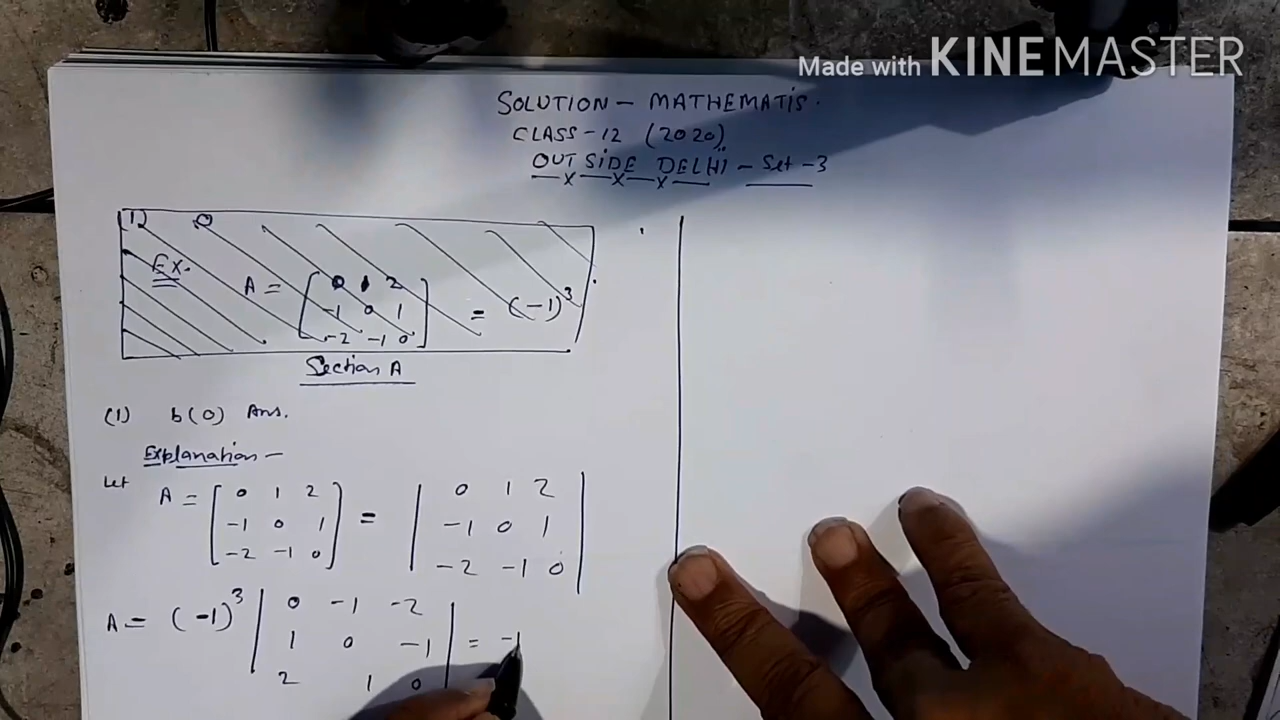 Made with KINEMASTER
SOLUTION - MATHEMATIS.
CLASS-12 (2020)
OUT SIDE DELHI - Set -3
(1) 0
Ex.
A = [ 0 1 2
-1 0 1
-2 -1 0 ] = (-1)³
Section A
(1) b(0) Ans.
Explanation -
Let
A = [ 0 1 2
-1 0 1
-2 -1 0 ] = | 0 1 2
-1 0 1
-2 -1 0 |
A = (-1)³ | 0 -1 -2
1 0 -1
2 1 0 | = -1